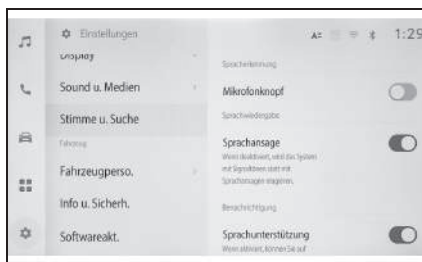 Einstellungen
1:29
Display
Sound u. Medien
Stimme u. Suche
Fahrzeug
Fahrzeugperso.
Info u. Sicherh.
Softwareakt.
Spracherkennung
Mikrofonknopf
Sprachwiedergabe
Sprachansage
Wenn deaktiviert, wird das System
mit Signaltönen statt mit
Sprachansagen reagieren.
Benachrichtigung
Sprachunterstützung
Wenn aktiviert, können Sie auf